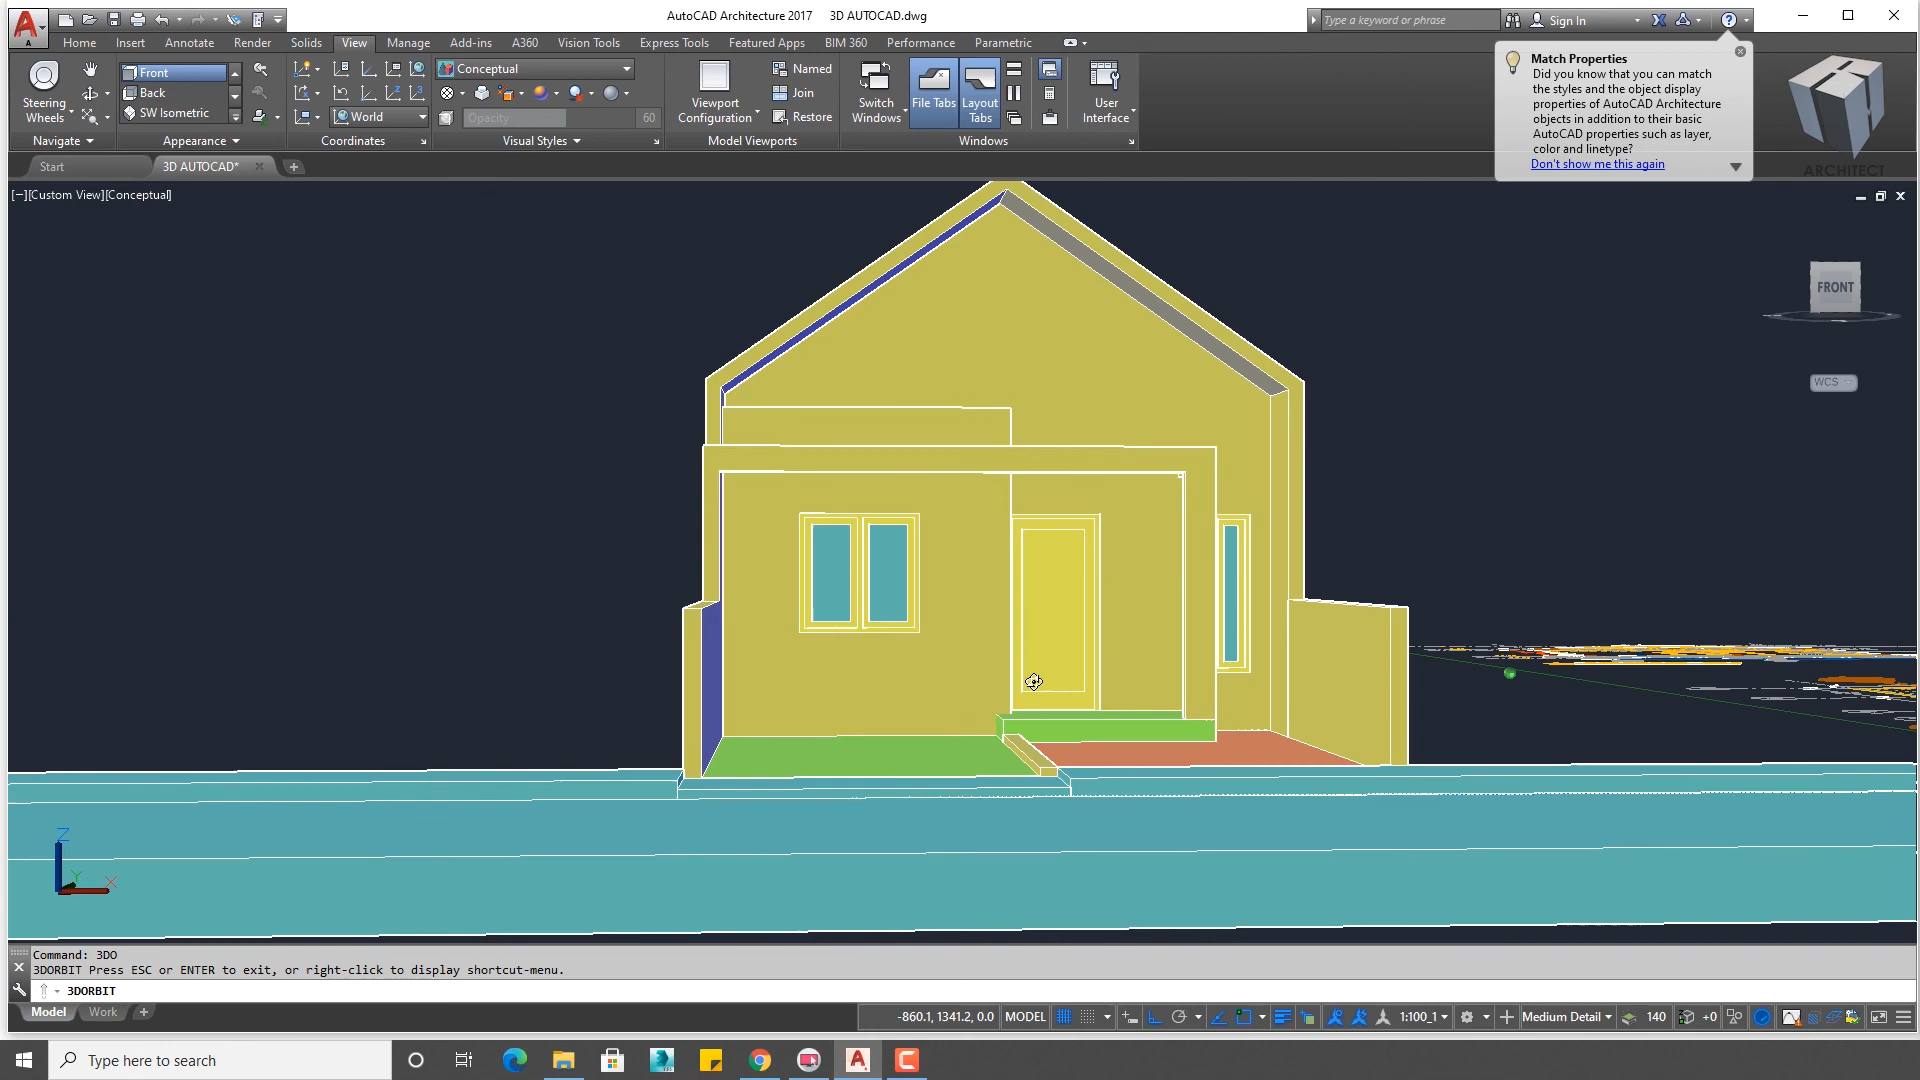 AutoCAD Architecture 2017 3D AUTOCAD.dwg
Type a keyword or phrase
Sign In
Home Insert Annotate Render Solids View Manage Add-ins A360 Vision Tools Express Tools Featured Apps BIM 360 Performance Parametric
Steering Wheels
Front
Back
SW Isometric
World
Conceptual
Opacity 60
Viewport Configuration
Named
Join
Restore
Switch Windows
File Tabs
Layout Tabs
User Interface
Navigate
Appearance
Coordinates
Visual Styles
Model Viewports
Windows
Match Properties
Did you know that you can match
the styles and the object display
properties of AutoCAD Architecture
objects in addition to their basic
AutoCAD properties such as layer,
color and linetype?
Don't show me this again
ARCHITECT
Start
3D AUTOCAD*
[−][Custom View][Conceptual]
FRONT
WCS
Z
Y
X
Command: 3DO
3DORBIT Press ESC or ENTER to exit, or right-click to display shortcut-menu.
3DORBIT
Model
Work
-860.1, 1341.2, 0.0
MODEL
1:100_1
Medium Detail
140
+0
Type here to search